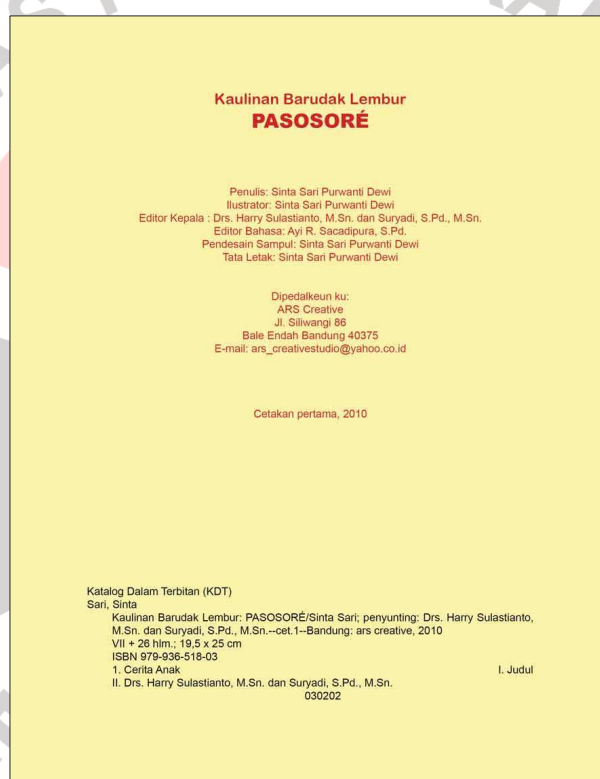 Kaulinan Barudak Lembur
PASOSORÉ
Penulis: Sinta Sari Purwanti Dewi
Ilustrator: Sinta Sari Purwanti Dewi
Editor Kepala : Drs. Harry Sulastianto, M.Sn. dan Suryadi, S.Pd., M.Sn.
Editor Bahasa: Ayi R. Sacadipura, S.Pd.
Pendesain Sampul: Sinta Sari Purwanti Dewi
Tata Letak: Sinta Sari Purwanti Dewi
Dipedalkeun ku:
ARS Creative
Jl. Siliwangi 86
Bale Endah Bandung 40375
E-mail: ars_creativestudio@yahoo.co.id
Cetakan pertama, 2010
Katalog Dalam Terbitan (KDT)
Sari, Sinta
Kaulinan Barudak Lembur: PASOSORÉ/Sinta Sari; penyunting: Drs. Harry Sulastianto,
M.Sn. dan Suryadi, S.Pd., M.Sn.--cet.1--Bandung: ars creative, 2010
VII + 26 hlm.; 19,5 x 25 cm
ISBN 979-936-518-03
1. Cerita Anak I. Judul
II. Drs. Harry Sulastianto, M.Sn. dan Suryadi, S.Pd., M.Sn.
030202